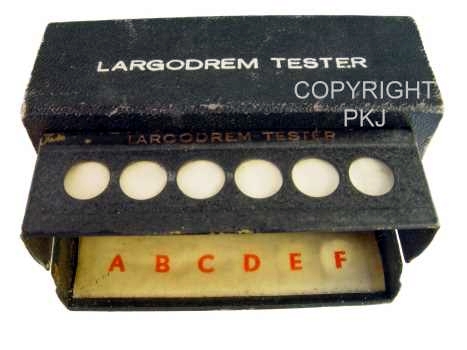 LARGODREM TESTER
COPYRIGHT
PKJ
LARGODREM TESTER
A B C D E F